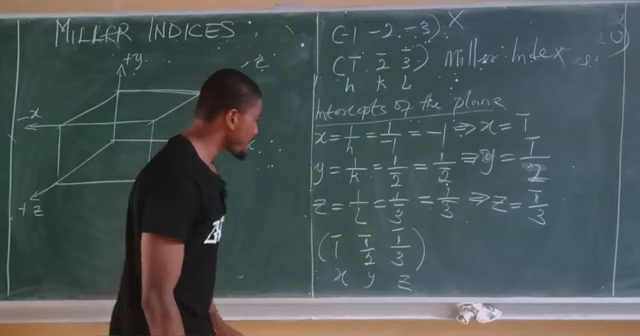 MILLER INDICES :
+y
-z
-x
+z
(-1 -2 -3) X
(1̄ 2̄ 3̄) Miller Index
h k L
Intercepts of the plane
x = 1/h = 1/1̄ = -1 ⇒ x = 1̄
y = 1/k = 1/2̄ = 1̄/2 ⇒ y = 1̄/2
z = 1/L = 1/3̄ = 1̄/3 ⇒ z = 1̄/3
(1̄ 1̄/2 1̄/3)
x y z